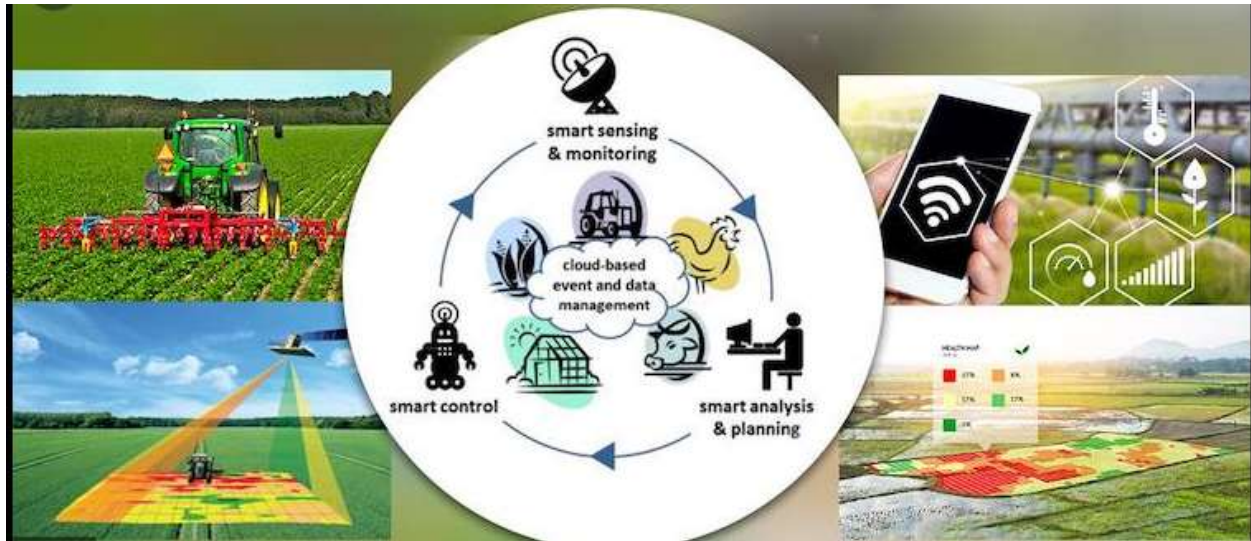 smart sensing
& monitoring
cloud-based
event and data
management
smart control
smart analysis
& planning